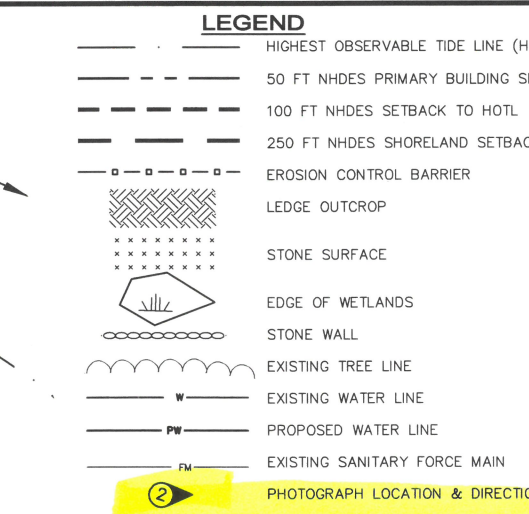 LEGEND
HIGHEST OBSERVABLE TIDE LINE (H
50 FT NHDES PRIMARY BUILDING S
100 FT NHDES SETBACK TO HOTL
250 FT NHDES SHORELAND SETBAC
EROSION CONTROL BARRIER
LEDGE OUTCROP
STONE SURFACE
EDGE OF WETLANDS
STONE WALL
EXISTING TREE LINE
W EXISTING WATER LINE
PW PROPOSED WATER LINE
FM EXISTING SANITARY FORCE MAIN
2 PHOTOGRAPH LOCATION & DIRECTIO